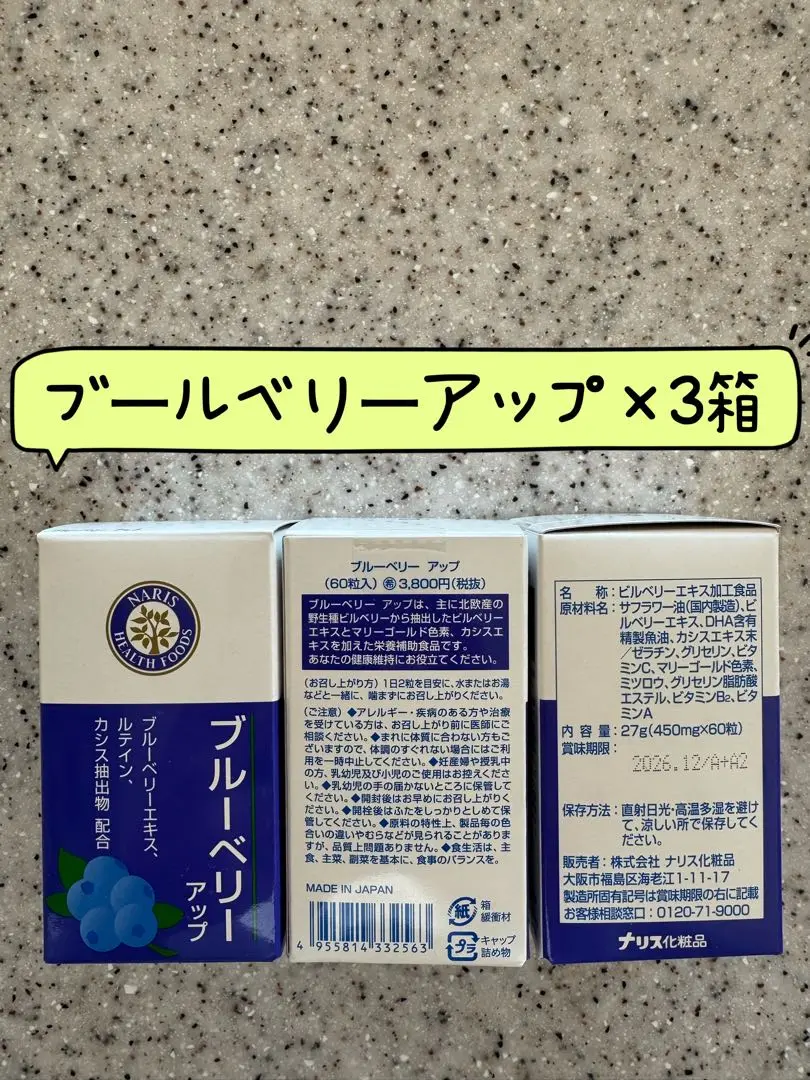 ブールベリーアップ×3箱
NARIS
HEALTH FOODS
ブルーベリー
アップ
ブルーベリーエキス、
ルテイン、
カシス抽出物 配合
ブルーベリー アップ
(60粒入) 希 3,800円(税抜)
ブルーベリー アップは、主に北欧産の
野生種ビルベリーから抽出したビルベリー
エキスとマリーゴールド色素、カシスエ
キスを加えた栄養補助食品です。
あなたの健康維持にお役立てください。
(お召し上がり方) 1日2粒を目安に、水またはお湯
などと一緒に、噛まずにお召し上がりください。
(ご注意) ◆アレルギー・疾病のある方や治療
を受けている方は、お召し上がり前に医師にご
相談ください。◆まれに体質に合わない方もご
ざいますので、体調のすぐれない場合にはご利
用を一時中止してください。◆妊産婦や授乳中
の方、乳幼児及び小児のご使用はお控えくださ
い。◆乳幼児の手の届かないところに保管して
ください。◆開封後はお早めにお召し上がりくだ
さい。◆開栓後はふたをしっかりとしめて保
管してください。◆原料の特性上、製品毎の色
合いの違いやむらなどが見られることがありま
すが、品質上問題ありません。◆食生活は、主
食、主菜、副菜を基本に、食事のバランスを。
MADE IN JAPAN
4 955814 332563
紙
箱
緩衝材
プラ
キャップ
詰め物
名 称:ビルベリーエキス加工食品
原材料名:サフラワー油(国内製造)、ビ
ルベリーエキス、DHA含有
精製魚油、カシスエキス末
/ゼラチン、グリセリン、ビタ
ミンC、マリーゴールド色素、
ミツロウ、グリセリン脂肪酸
エステル、ビタミンB₂、ビタ
ミンA
内 容 量:27g(450mg×60粒)
賞味期限:
2026.12/A+A2
保存方法:直射日光・高温多湿を避け
て、涼しい所で保存してく
ださい。
販売者:株式会社 ナリス化粧品
大阪市福島区海老江1-11-17
製造所固有記号は賞味期限の右に記載
お客様相談窓口:0120-71-9000
ナリス化粧品